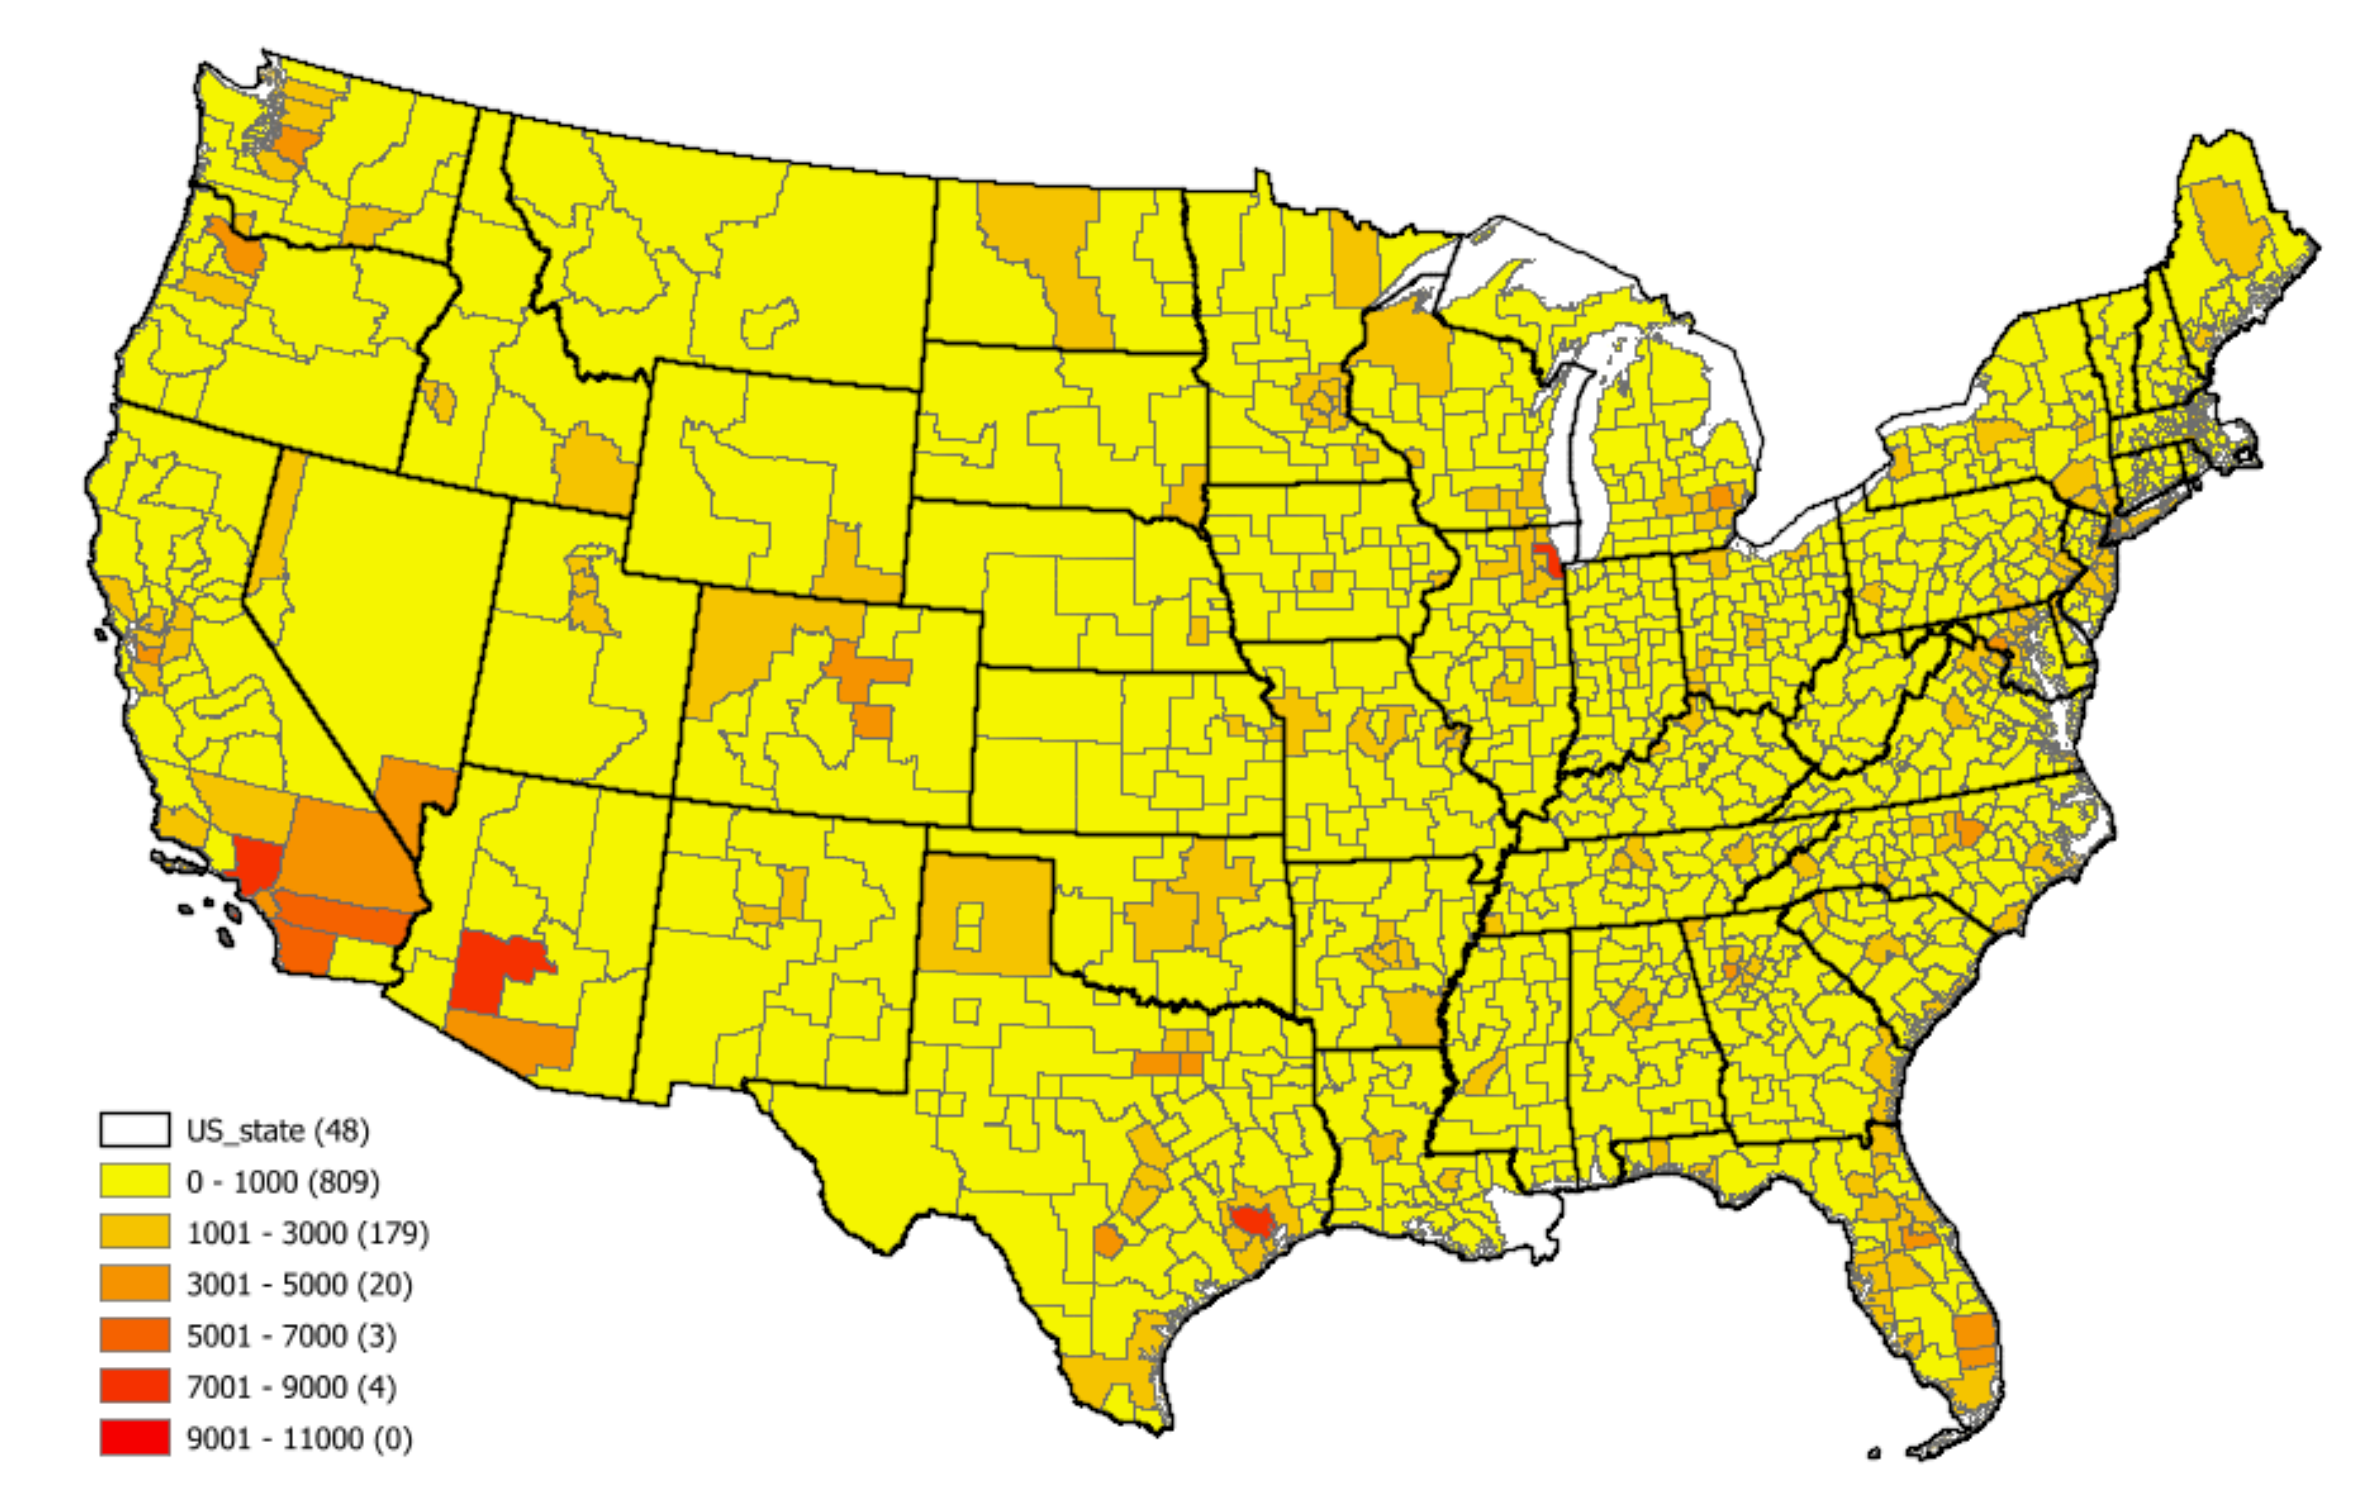 US_state (48)
0 - 1000 (809)
1001 - 3000 (179)
3001 - 5000 (20)
5001 - 7000 (3)
7001 - 9000 (4)
9001 - 11000 (0)